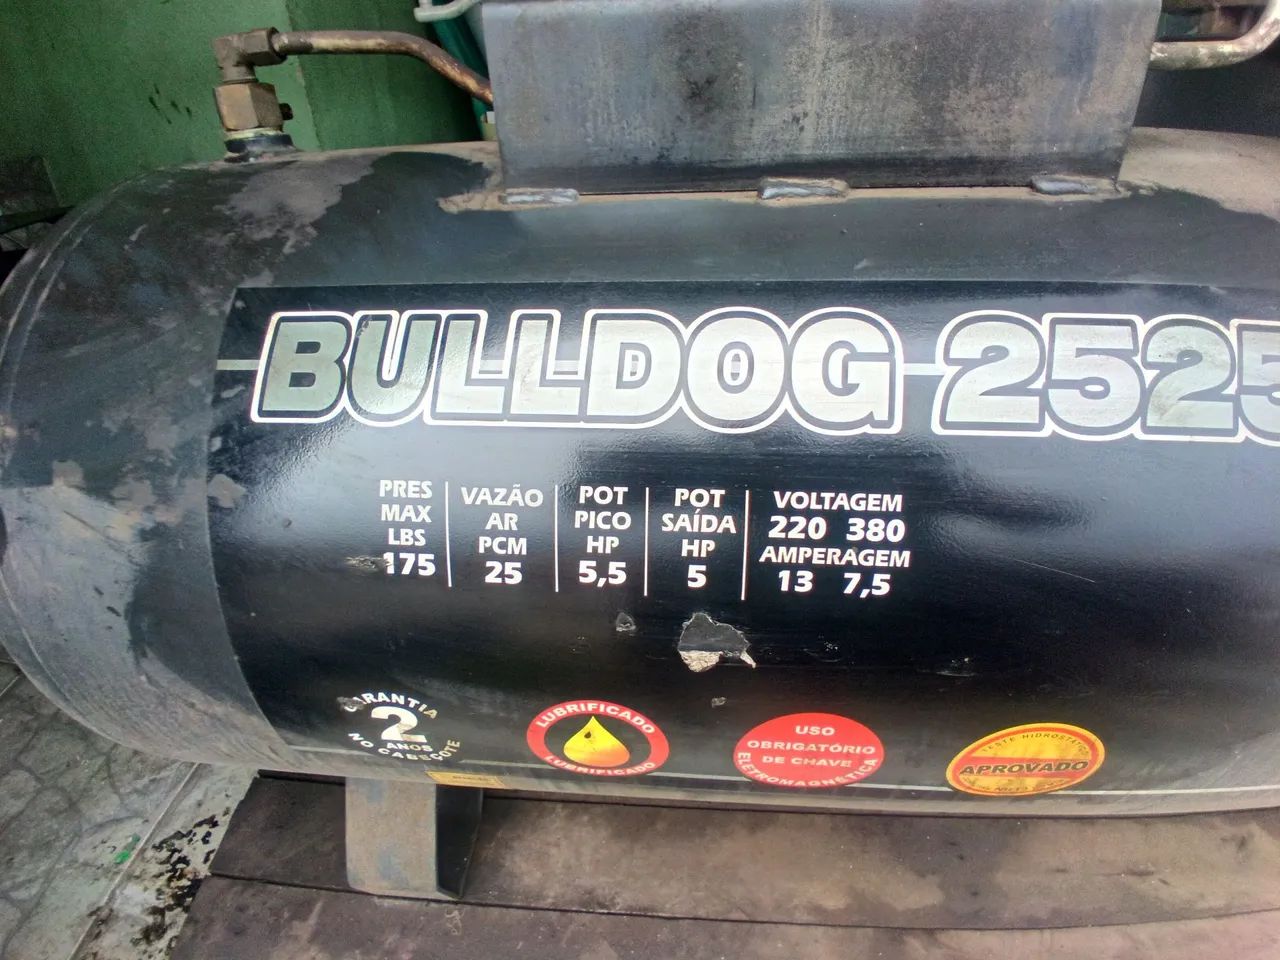 BULLDOG 2525
PRES
MAX
LBS
175
VAZÃO
AR
PCM
25
POT
PICO
HP
5,5
POT
SAÍDA
HP
5
VOLTAGEM
220 380
AMPERAGEM
13 7,5
GARANTIA
2
ANOS
NO CABEÇOTE
LUBRIFICADO
LUBRIFICADO
USO
OBRIGATÓRIO
DE CHAVE
ELETROMAGNÉTICA
TESTE HIDROSTÁTICO
APROVADO